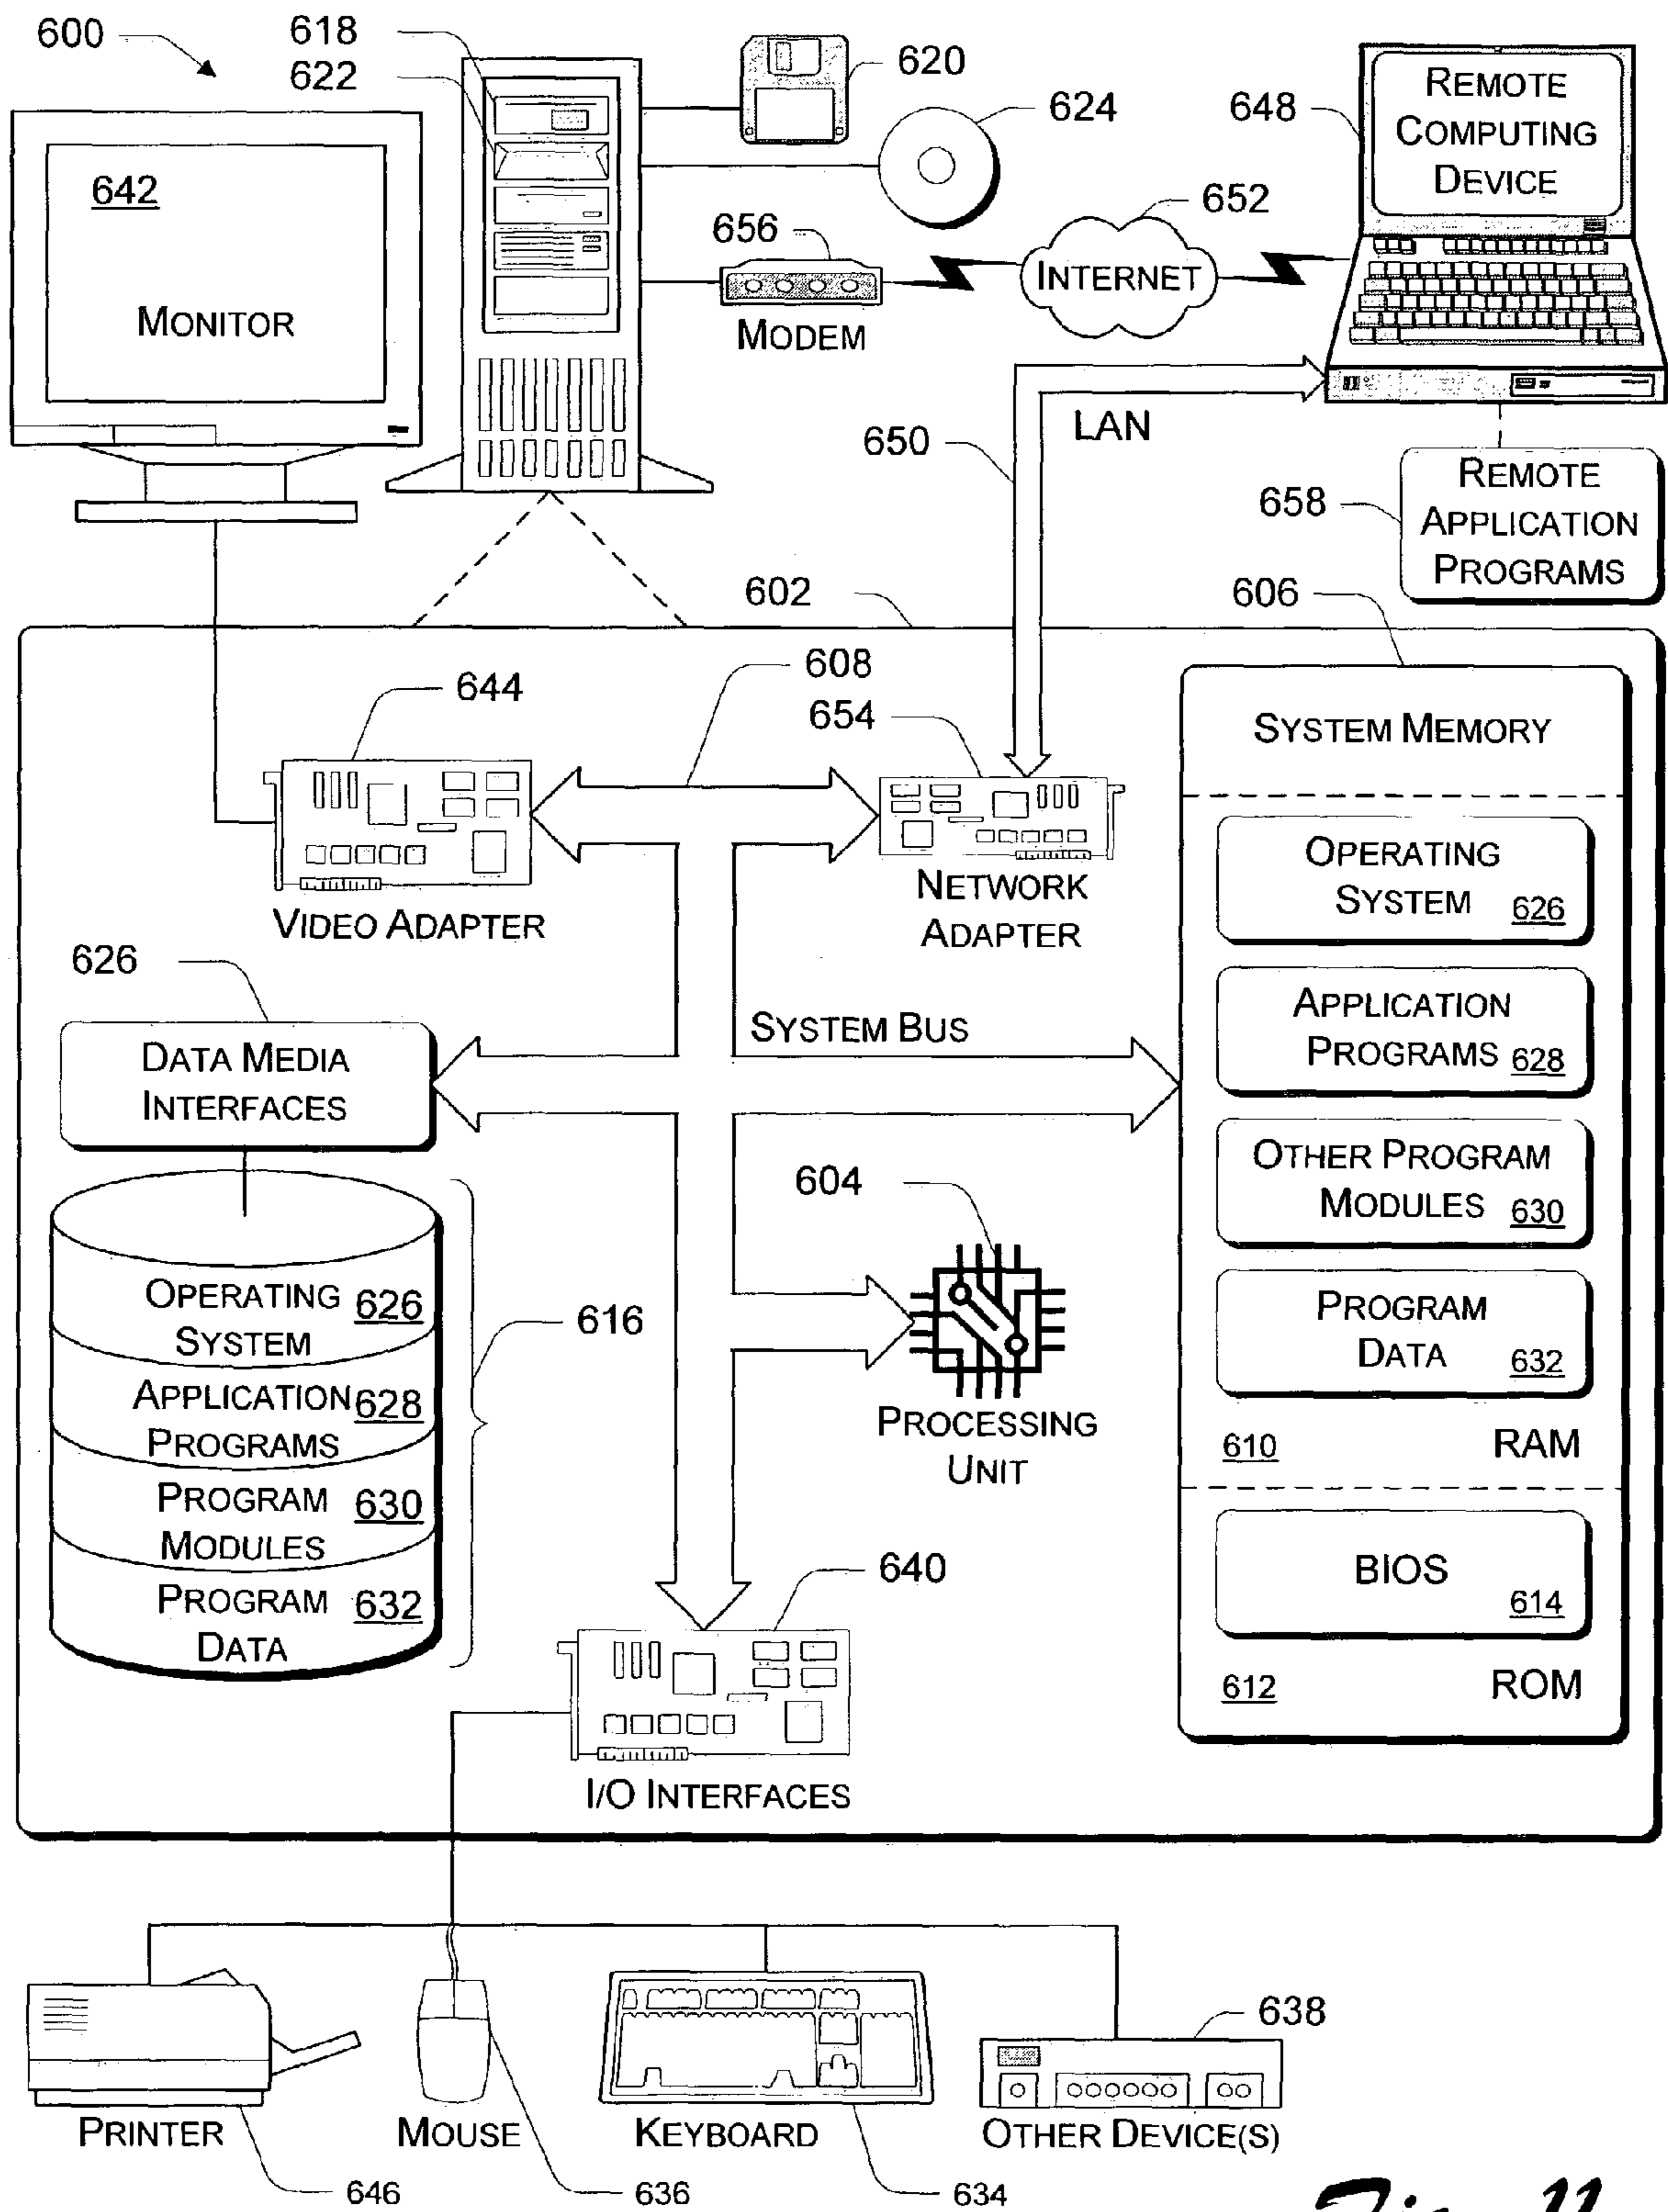 600
618
622
620
624
648
REMOTE
COMPUTING
DEVICE
642
MONITOR
656
MODEM
652
INTERNET
650
LAN
658
REMOTE
APPLICATION
PROGRAMS
602
606
608
644
654
VIDEO ADAPTER
NETWORK
ADAPTER
SYSTEM MEMORY
OPERATING
SYSTEM 626
APPLICATION
PROGRAMS 628
OTHER PROGRAM
MODULES 630
PROGRAM
DATA 632
610 RAM
BIOS
614
612 ROM
626
DATA MEDIA
INTERFACES
SYSTEM BUS
604
PROCESSING
UNIT
OPERATING 626
SYSTEM
APPLICATION 628
PROGRAMS
PROGRAM 630
MODULES
PROGRAM 632
DATA
616
640
I/O INTERFACES
638
PRINTER
MOUSE
KEYBOARD
OTHER DEVICE(S)
646
636
634
Fig. 11